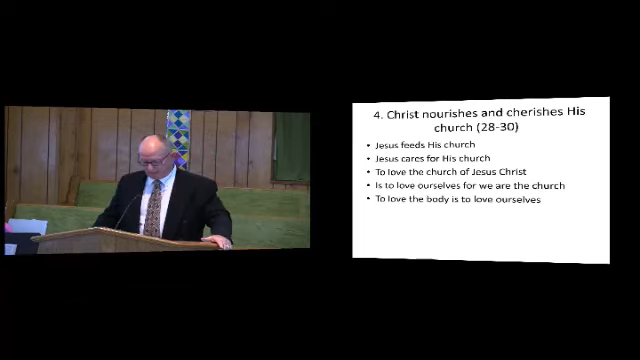 4. Christ nourishes and cherishes His
church (28-30)
• Jesus feeds His church
• Jesus cares for His church
• To love the church of Jesus Christ
• Is to love ourselves for we are the church
• To love the body is to love ourselves